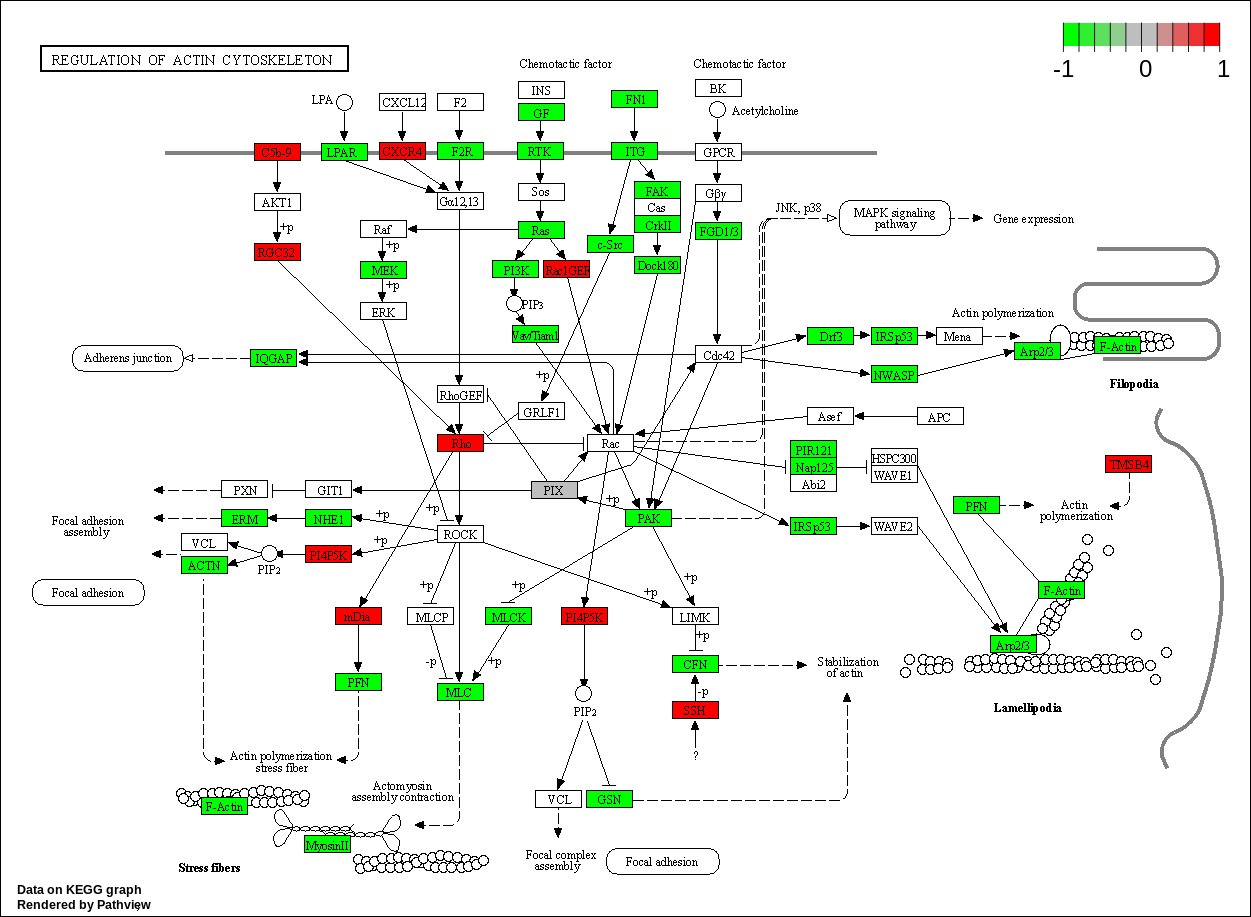 REGULATION OF ACTIN CYTOSKELETON
-1 0 1
Chemotactic factor
Chemotactic factor
LPA
CXCL12
F2
INS
GF
FN1
BK
Acetylcholine
C5b-9
LPAR
CXCR4
F2R
RTK
ITG
GPCR
AKT1
Gα12,13
Sos
FAK
Cas
CrkII
Gβγ
JNK, p38
MAPK signaling
pathway
Gene expression
+p
Raf
Ras
c-Src
FGD1/3
RGC32
+p
MEK
PI3K
Rac1GEF
Dock180
+p
ERK
PIP3
Vav/Tiam1
Actin polymerization
Drf3
IRSp53
Mena
Arp2/3
F-Actin
Adherens junction
IQGAP
Cdc42
NWASP
Filopodia
+p
RhoGEF
GRLF1
Asef
APC
Rho
Rac
PIR121
Nap125
Abi2
HSPC300
WAVE1
TMSB4
PXN
GIT1
PIX
+p
PFN
Actin
polymerization
Focal adhesion
assembly
ERM
NHE1
+p
+p
PAK
IRSp53
WAVE2
VCL
ACTN
PIP2
PI4P5K
+p
ROCK
Focal adhesion
+p
+p
+p
+p
F-Actin
mDia
MLCP
MLCK
PI4P5K
LIMK
+p
Arp2/3
-p
+p
CFN
Stabilization
of actin
PFN
MLC
-p
SSH
Lamellipodia
PIP2
?
Actin polymerization
stress fiber
Actomyosin
assembly contraction
F-Actin
VCL
GSN
MyosinII
Stress fibers
Focal complex
assembly
Focal adhesion
Data on KEGG graph
Rendered by Pathview